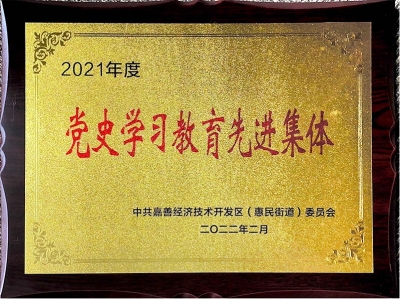 2021年度
党史学习教育先进集体
中共嘉善经济技术开发区（惠民街道）委员会
二〇二二年二月